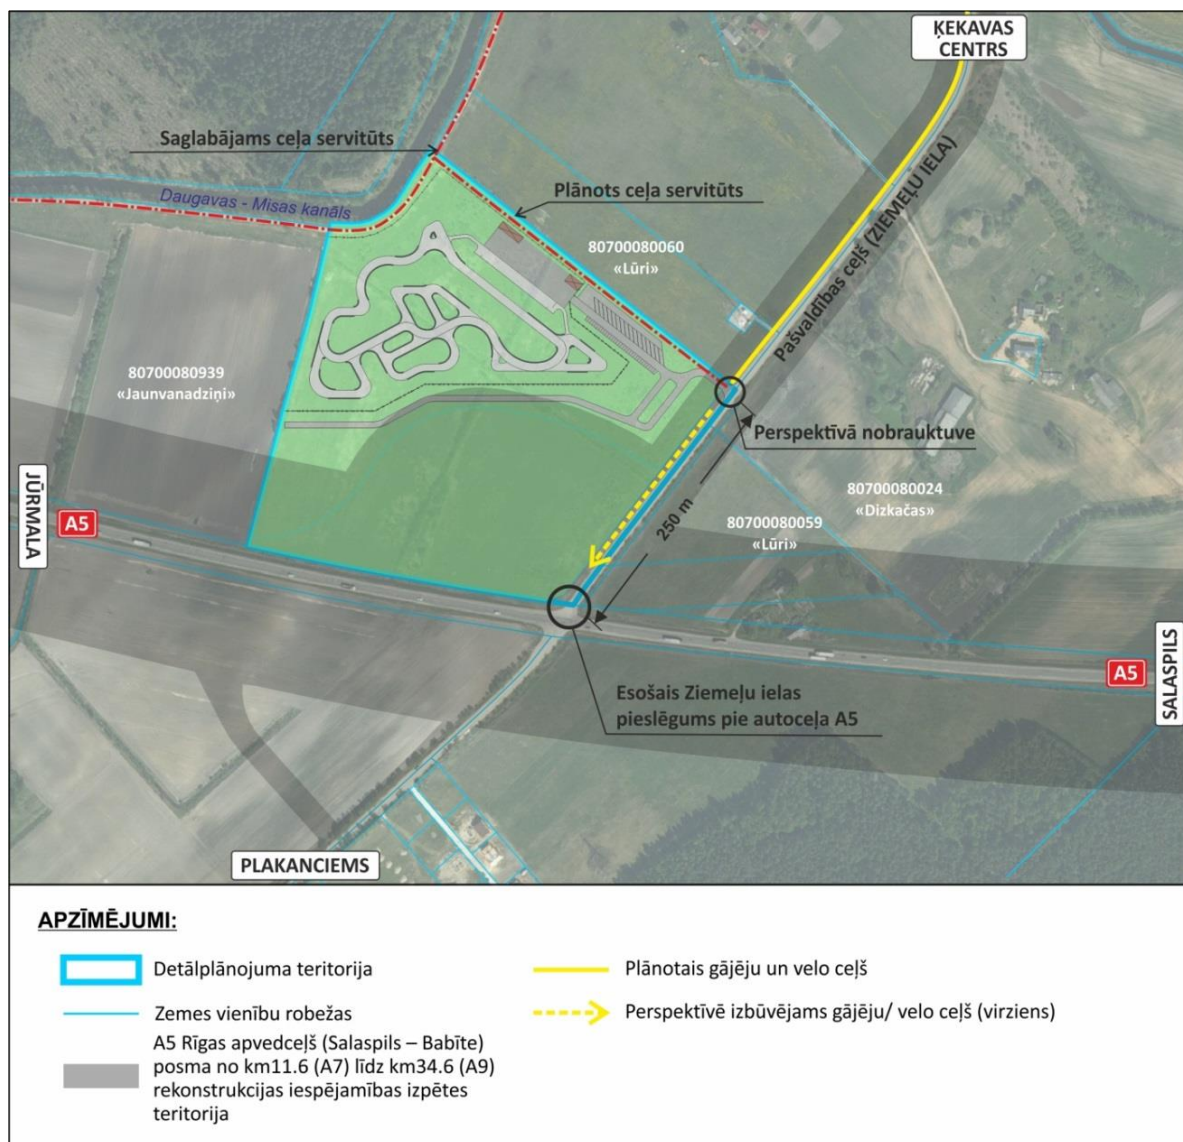 ĶEKAVAS
CENTRS
Saglabājams ceļa servitūts
Plānots ceļa servitūts
Daugavas - Misas kanāls
80700080060
«Lūri»
Pašvaldības ceļš (ZIEMEĻU IELA)
80700080939
«Jaunvanadziņi»
Perspektīvā nobrauktuve
80700080024
«Dizkačas»
80700080059
«Lūri»
250 m
JŪRMALA
A5
A5
SALASPILS
Esošais Ziemeļu ielas
pieslēgums pie autoceļa A5
PLAKANCIEMS
APZĪMĒJUMI:
Detālplānojuma teritorija
Zemes vienību robežas
A5 Rīgas apvedceļš (Salaspils – Babīte)
posma no km11.6 (A7) līdz km34.6 (A9)
rekonstrukcijas iespējamības izpētes
teritorija
Plānotais gājēju un velo ceļš
Perspektīvē izbūvējams gājēju/ velo ceļš (virziens)